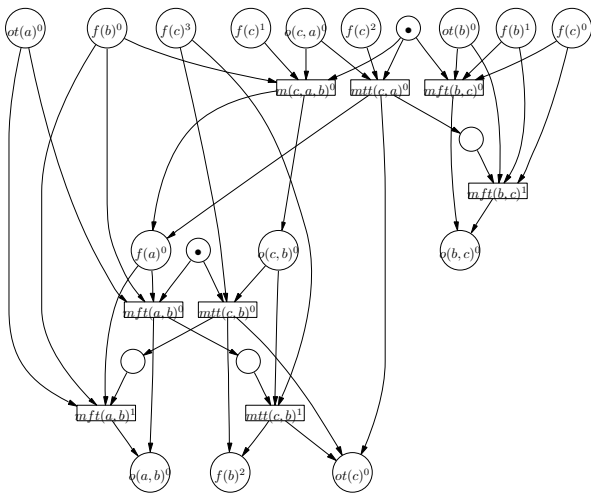 ot(a)⁰ f(b)⁰ f(c)³ f(c)¹ o(c,a)⁰ f(c)² ot(b)⁰ f(b)¹ f(c)⁰
m(c,a,b)⁰ mtt(c,a)⁰ mft(b,c)⁰
mft(b,c)¹
f(a)⁰ o(c,b)⁰ o(b,c)⁰
mft(a,b)⁰ mtt(c,b)⁰
mft(a,b)¹ mtt(c,b)¹
o(a,b)⁰ f(b)² ot(c)⁰